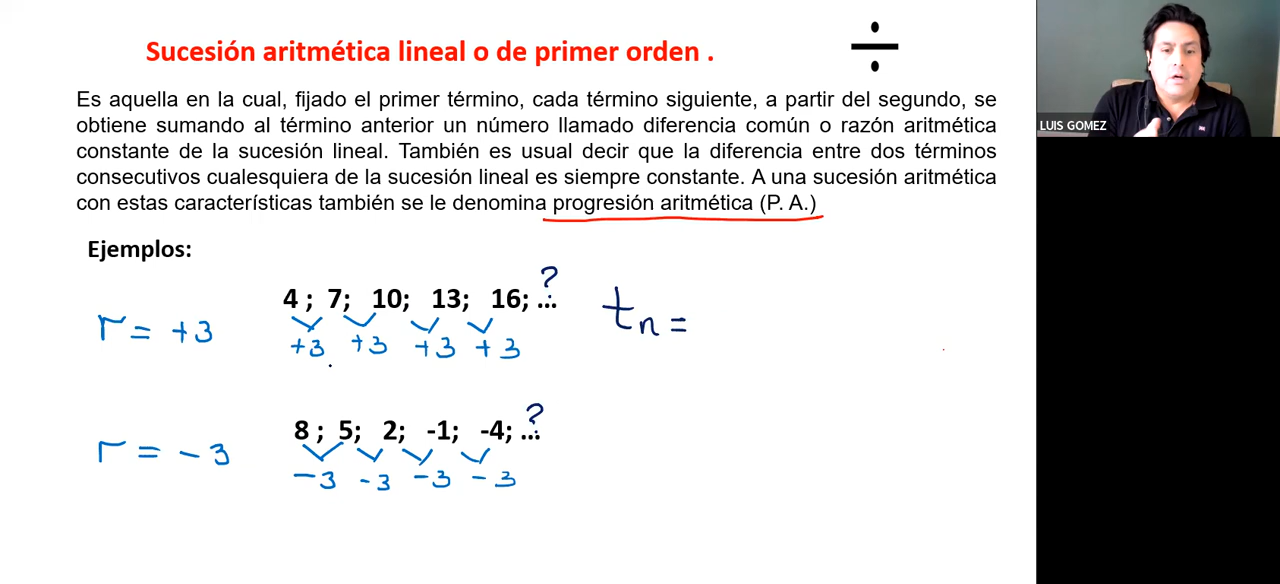 Sucesión aritmética lineal o de primer orden .
÷
Es aquella en la cual, fijado el primer término, cada término siguiente, a partir del segundo, se
obtiene sumando al término anterior un número llamado diferencia común o razón aritmética
constante de la sucesión lineal. También es usual decir que la diferencia entre dos términos
consecutivos cualesquiera de la sucesión lineal es siempre constante. A una sucesión aritmética
con estas características también se le denomina progresión aritmética (P. A.)
LUIS GOMEZ
Ejemplos:
?
4 ; 7; 10; 13; 16; ...
r = +3
tn =
+3 +3 +3 +3
?
8 ; 5; 2; -1; -4; ...
r = -3
-3 -3 -3 -3